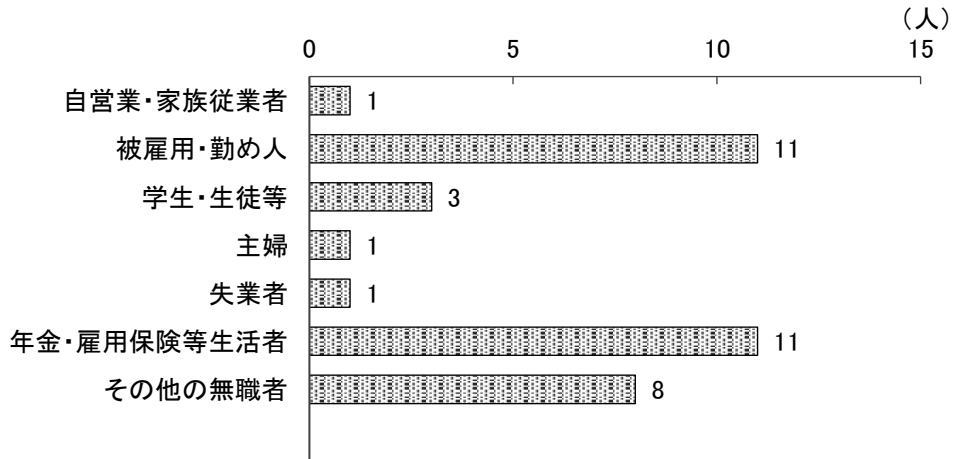 (人)
0 5 10 15
自営業・家族従業者 1
被雇用・勤め人 11
学生・生徒等 3
主婦 1
失業者 1
年金・雇用保険等生活者 11
その他の無職者 8